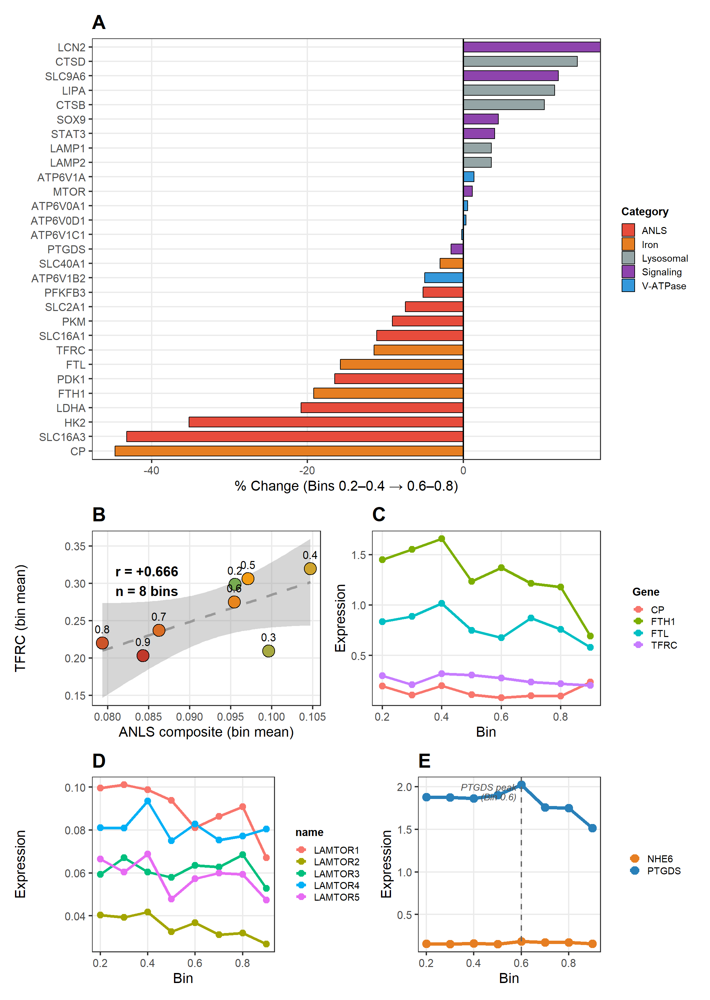 A
LCN2
CTSD
SLC9A6
LIPA
CTSB
SOX9
STAT3
LAMP1
LAMP2
ATP6V1A
MTOR
ATP6V0A1
ATP6V0D1
ATP6V1C1
PTGDS
SLC40A1
ATP6V1B2
PFKFB3
SLC2A1
PKM
SLC16A1
TFRC
FTL
PDK1
FTH1
LDHA
HK2
SLC16A3
CP
-40 -20 0
% Change (Bins 0.2–0.4 → 0.6–0.8)
Category
ANLS
Iron
Lysosomal
Signaling
V-ATPase
B
TFRC (bin mean)
0.35
0.30
0.25
0.20
0.15
r = +0.666
n = 8 bins
0.4
0.5
0.2
0.6
0.7
0.8
0.9
0.3
0.080 0.085 0.090 0.095 0.100 0.105
ANLS composite (bin mean)
C
Expression
1.5
1.0
0.5
0.2 0.4 0.6 0.8
Bin
Gene
CP
FTH1
FTL
TFRC
D
Expression
0.10
0.08
0.06
0.04
0.2 0.4 0.6 0.8
Bin
name
LAMTOR1
LAMTOR2
LAMTOR3
LAMTOR4
LAMTOR5
E
Expression
2.0
1.5
1.0
0.5
PTGDS peak
(Bin 0.6)
0.2 0.4 0.6 0.8
Bin
NHE6
PTGDS